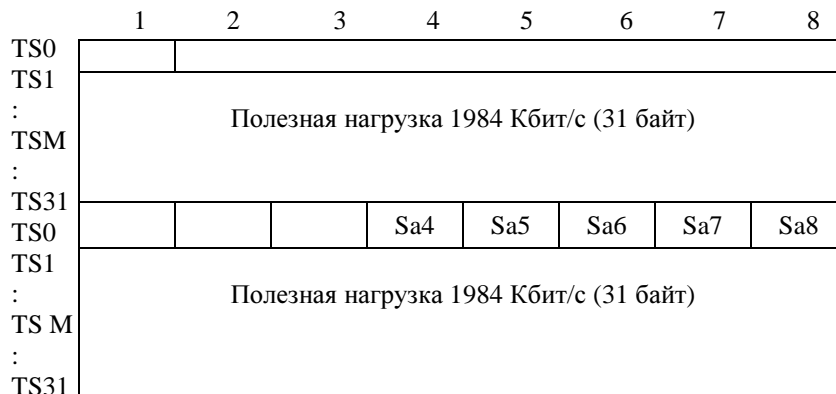 1 2 3 4 5 6 7 8
TS0
TS1
:
Полезная нагрузка 1984 Кбит/с (31 байт)
TSM
:
TS31
TS0 Sa4 Sa5 Sa6 Sa7 Sa8
TS1
:
Полезная нагрузка 1984 Кбит/с (31 байт)
TS M
:
TS31